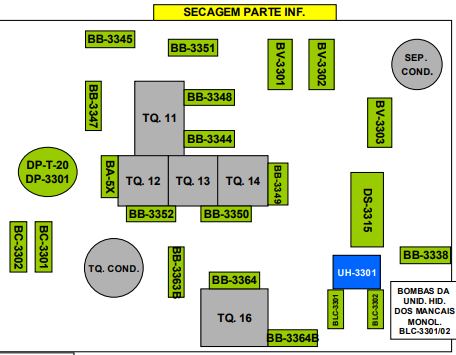 SECAGEM PARTE INF.
BB-3345
BB-3351
BV-3301
BV-3302
SEP.
COND.
BB-3347
TQ. 11
BB-3348
BB-3344
BV-3303
DP-T-20
DP-3301
BA-5X
TQ. 12
TQ. 13
TQ. 14
BB-3349
BB-3352
BB-3350
DS-3315
BC-3302
BC-3301
TQ. COND.
BB-3363B
BB-3364
TQ. 16
BB-3364B
UH-3301
BB-3338
BLC-3301
BLC-3302
BOMBAS DA
UNID. HID.
DOS MANCAIS
MONOL.
BLC-3301/02